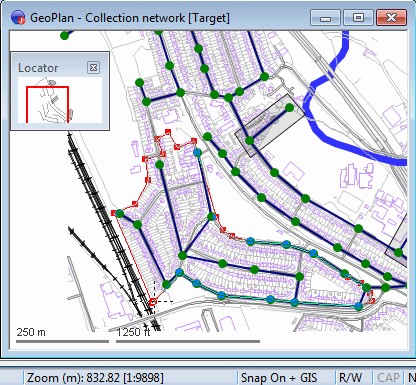 GeoPlan - Collection network [Target]
Locator
250 m
1250 ft
Zoom (m): 832.82 [1:9898]
Snap On + GIS
R/W
CAP
N